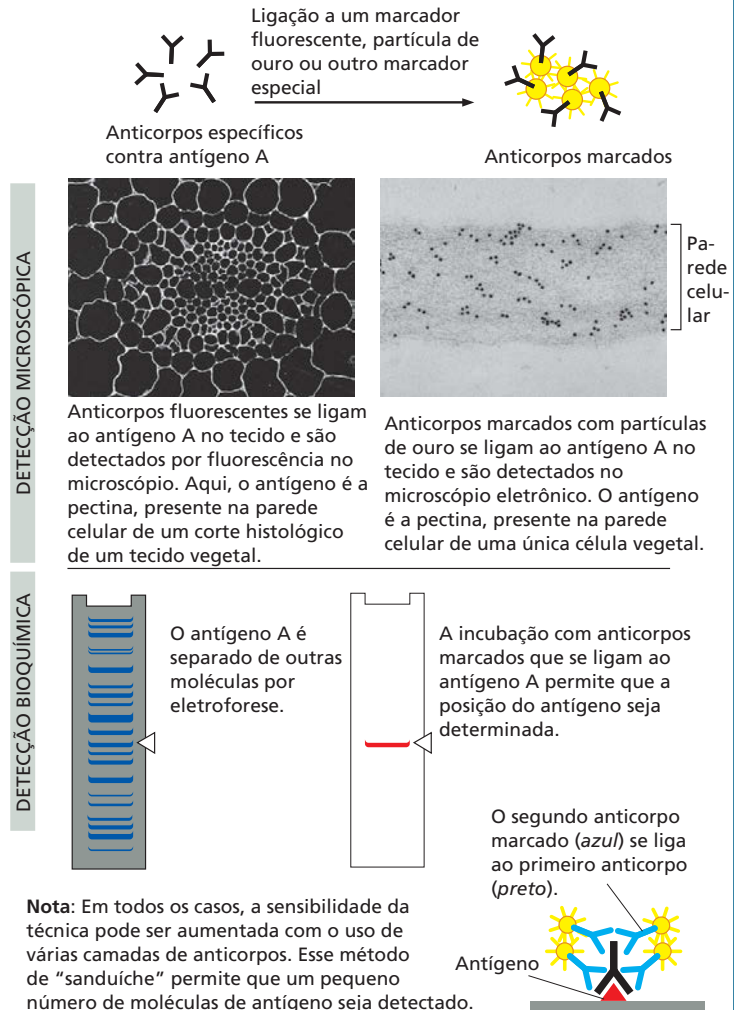 Ligação a um marcador
fluorescente, partícula de
ouro ou outro marcador
especial
Anticorpos específicos
contra antígeno A
Anticorpos marcados
DETECÇÃO MICROSCÓPICA
Pa-
rede
celu-
lar
Anticorpos fluorescentes se ligam
ao antígeno A no tecido e são
detectados por fluorescência no
microscópio. Aqui, o antígeno é a
pectina, presente na parede
celular de um corte histológico
de um tecido vegetal.
Anticorpos marcados com partículas
de ouro se ligam ao antígeno A no
tecido e são detectados no
microscópio eletrônico. O antígeno
é a pectina, presente na parede
celular de uma única célula vegetal.
DETECÇÃO BIOQUÍMICA
O antígeno A é
separado de outras
moléculas por
eletroforese.
A incubação com anticorpos
marcados que se ligam ao
antígeno A permite que a
posição do antígeno seja
determinada.
O segundo anticorpo
marcado (azul) se liga
ao primeiro anticorpo
(preto).
Antígeno
Nota: Em todos os casos, a sensibilidade da
técnica pode ser aumentada com o uso de
várias camadas de anticorpos. Esse método
de “sanduíche” permite que um pequeno
número de moléculas de antígeno seja detectado.